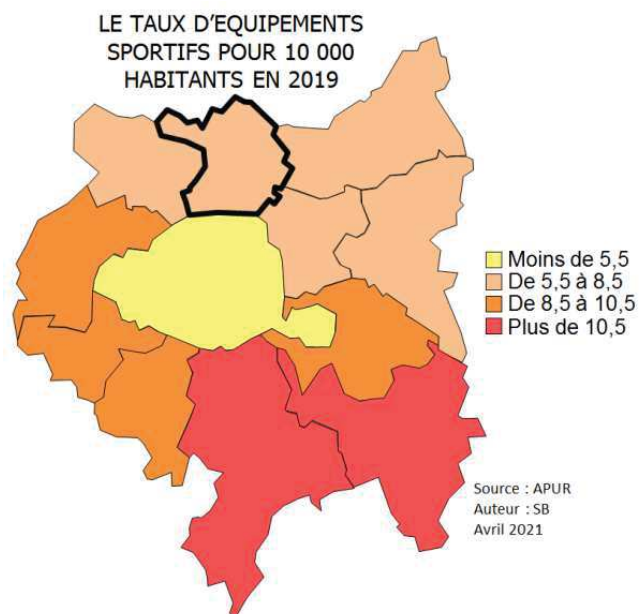 LE TAUX D'EQUIPEMENTS
SPORTIFS POUR 10 000
HABITANTS EN 2019
Moins de 5,5
De 5,5 à 8,5
De 8,5 à 10,5
Plus de 10,5
Source : APUR
Auteur : SB
Avril 2021